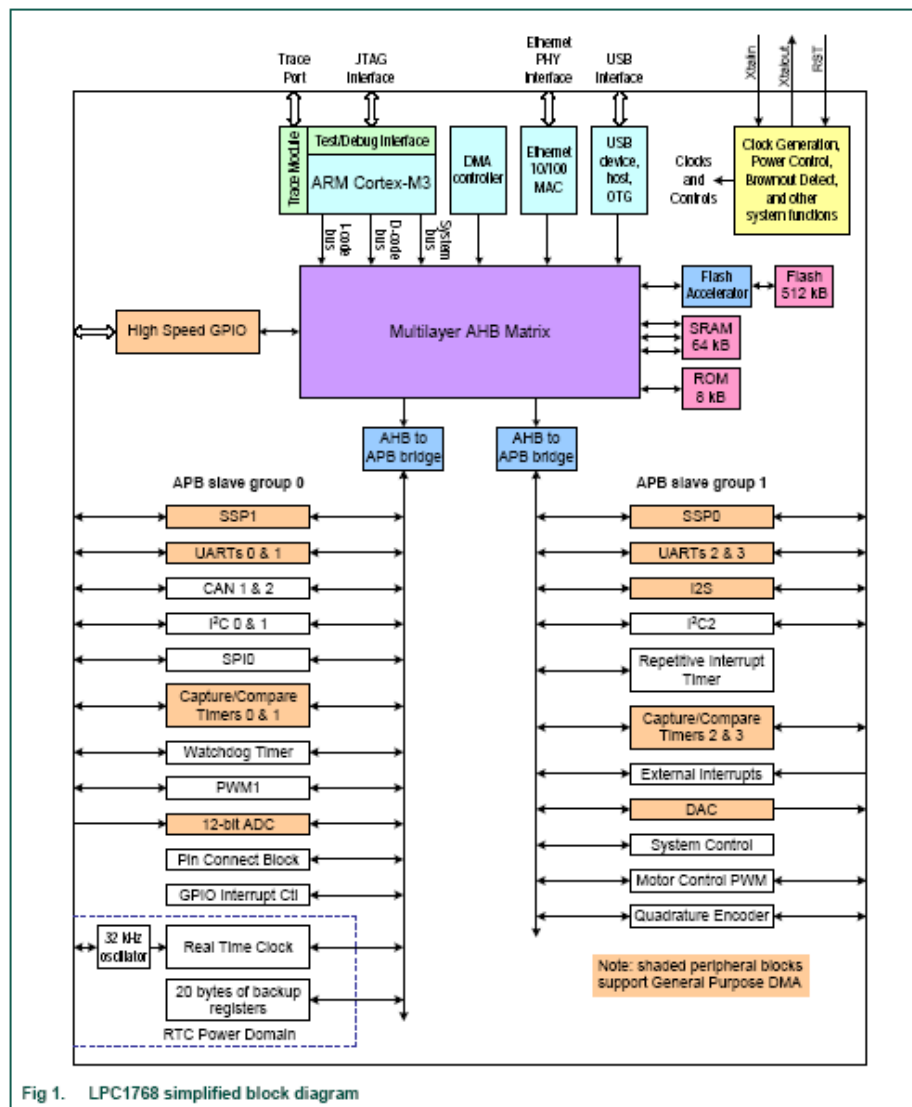 Trace
Port
JTAG
Interface
Ethernet
PHY
Interface
USB
Interface
Xtalin
Xtalout
RST
Trace Module
Test/Debug Interface
ARM Cortex-M3
DMA
controller
Ethernet
10/100
MAC
USB
device,
host,
OTG
Clocks
and
Controls
Clock Generation,
Power Control,
Brownout Detect,
and other
system functions
I-code
bus
D-code
bus
System
bus
High Speed GPIO
Multilayer AHB Matrix
Flash
Accelerator
Flash
512 kB
SRAM
64 kB
ROM
8 kB
AHB to
APB bridge
AHB to
APB bridge
APB slave group 0
SSP1
UARTs 0 & 1
CAN 1 & 2
I²C 0 & 1
SPI0
Capture/Compare
Timers 0 & 1
Watchdog Timer
PWM1
12-bit ADC
Pin Connect Block
GPIO Interrupt Ctl
32 kHz
oscillator
Real Time Clock
20 bytes of backup
registers
RTC Power Domain
APB slave group 1
SSP0
UARTs 2 & 3
I2S
I²C2
Repetitive Interrupt
Timer
Capture/Compare
Timers 2 & 3
External Interrupts
DAC
System Control
Motor Control PWM
Quadrature Encoder
Note: shaded peripheral blocks
support General Purpose DMA
Fig 1. LPC1768 simplified block diagram